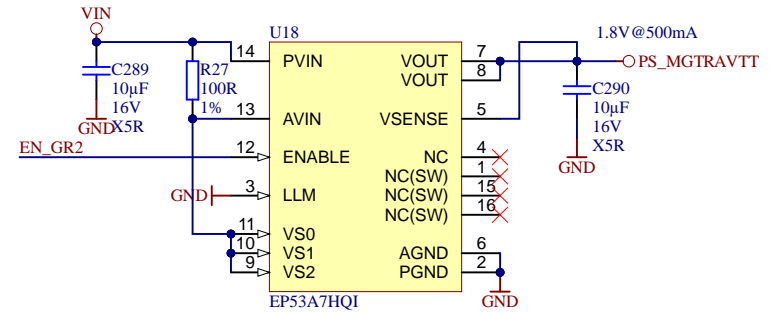 VIN
U18
1.8V@500mA
14
PVIN
VOUT
7
PS_MGTRAVTT
C289
R27
VOUT
8
C290
10µF
100R
10µF
16V
1%
13
AVIN
VSENSE
5
16V
GND
X5R
X5R
EN_GR2
12
ENABLE
NC
4
GND
NC(SW)
1
GND
3
LLM
NC(SW)
15
NC(SW)
16
11
VS0
10
VS1
AGND
6
9
VS2
PGND
2
EP53A7HQI
GND